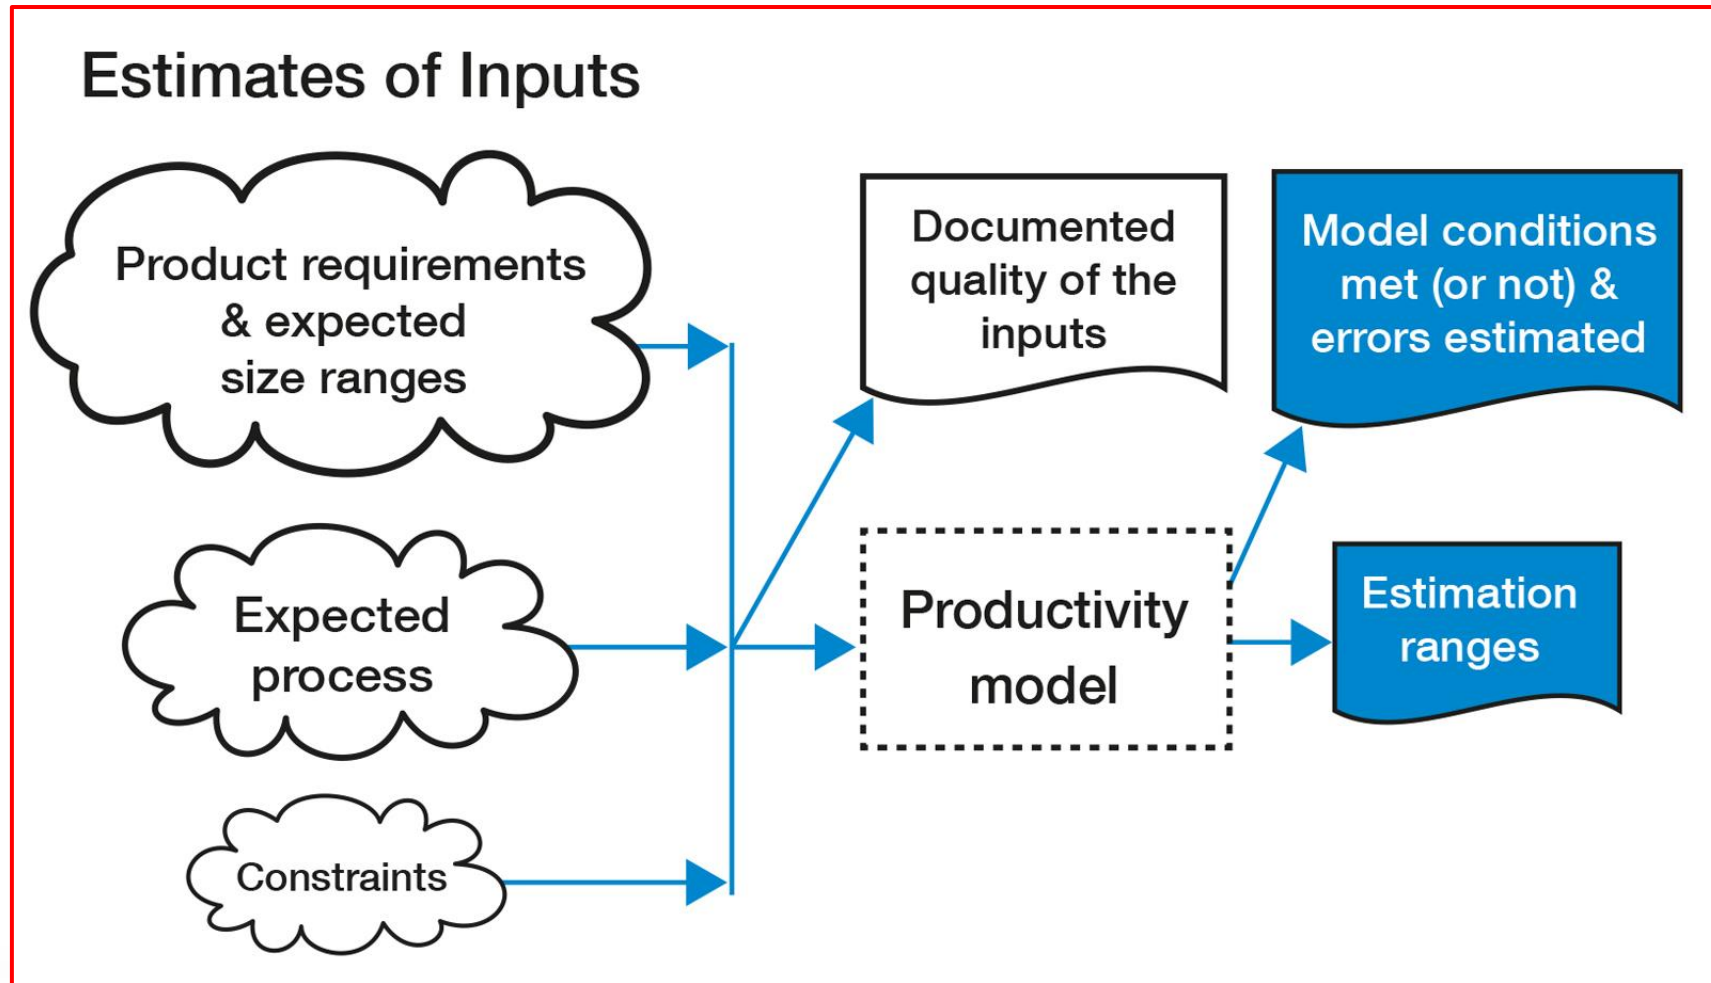 Estimates of Inputs
Product requirements
& expected
size ranges
Documented
quality of the
inputs
Model conditions
met (or not) &
errors estimated
Expected
process
Productivity
model
Estimation
ranges
Constraints